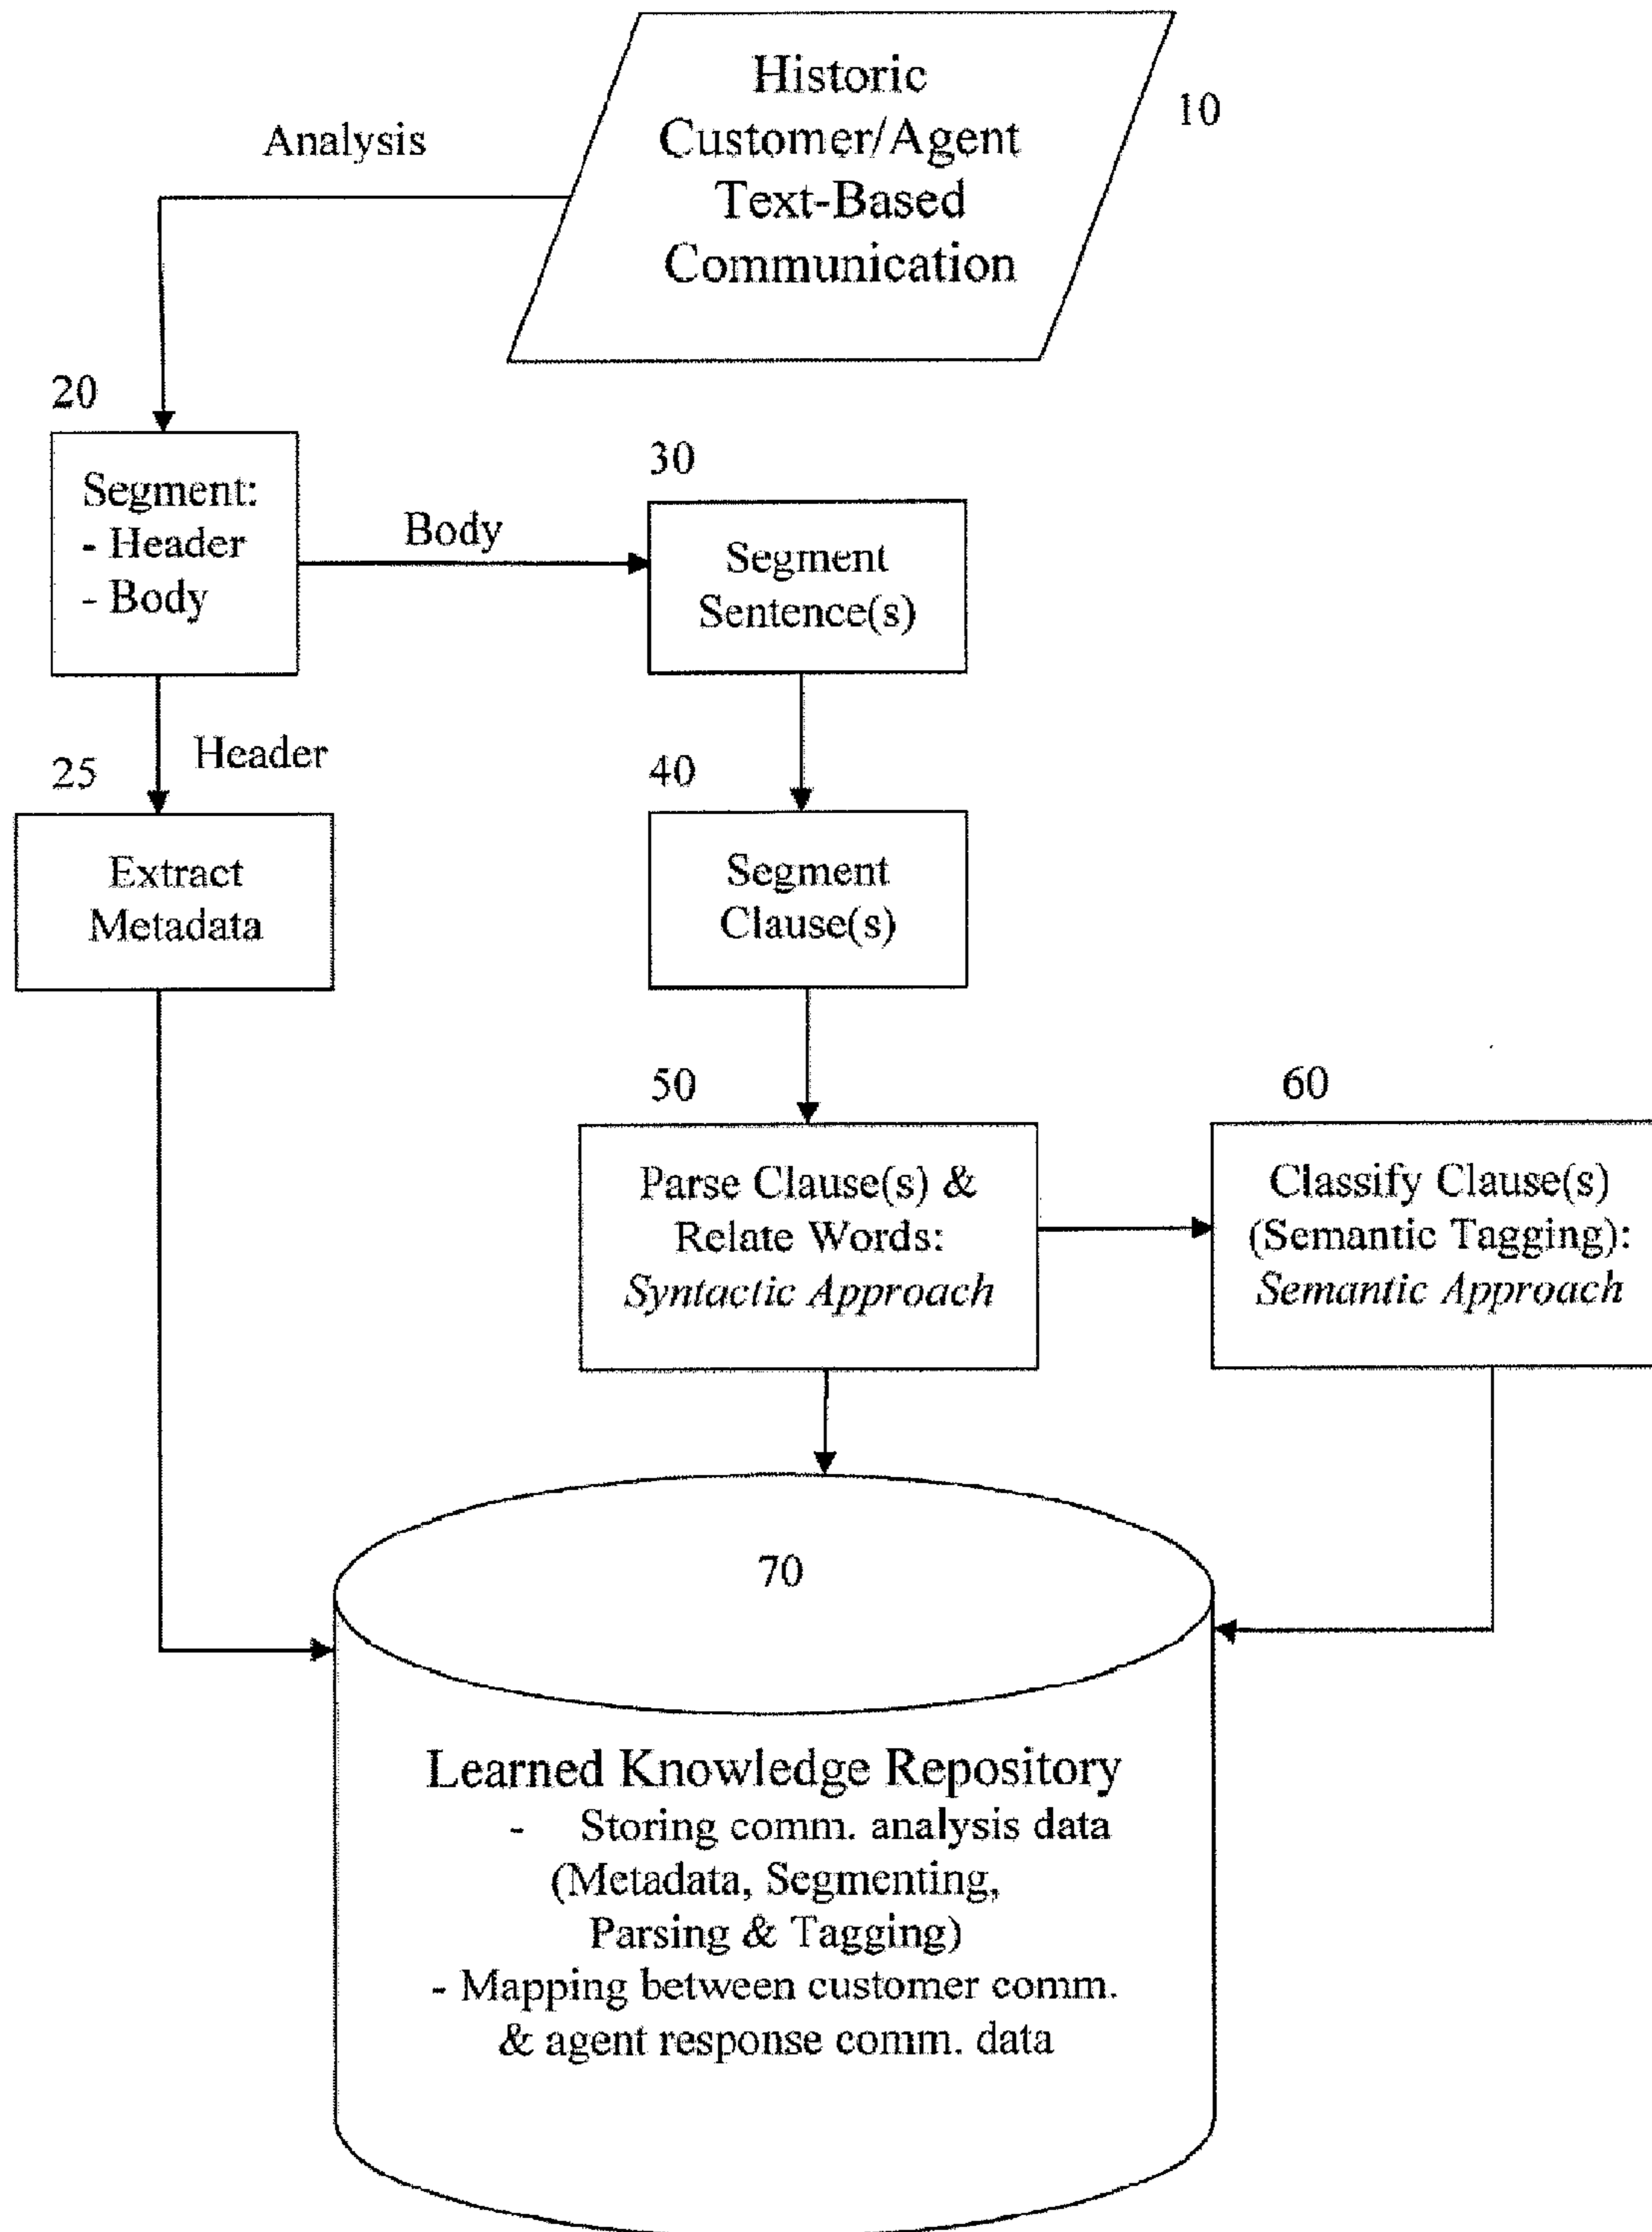 Historic
Customer/Agent
Text-Based
Communication
10
Analysis
20
Segment:
- Header
- Body
Body
30
Segment
Sentence(s)
Header
25
Extract
Metadata
40
Segment
Clause(s)
50
Parse Clause(s) &
Relate Words:
Syntactic Approach
60
Classify Clause(s)
(Semantic Tagging):
Semantic Approach
70
Learned Knowledge Repository
- Storing comm. analysis data
(Metadata, Segmenting,
Parsing & Tagging)
- Mapping between customer comm.
& agent response comm. data